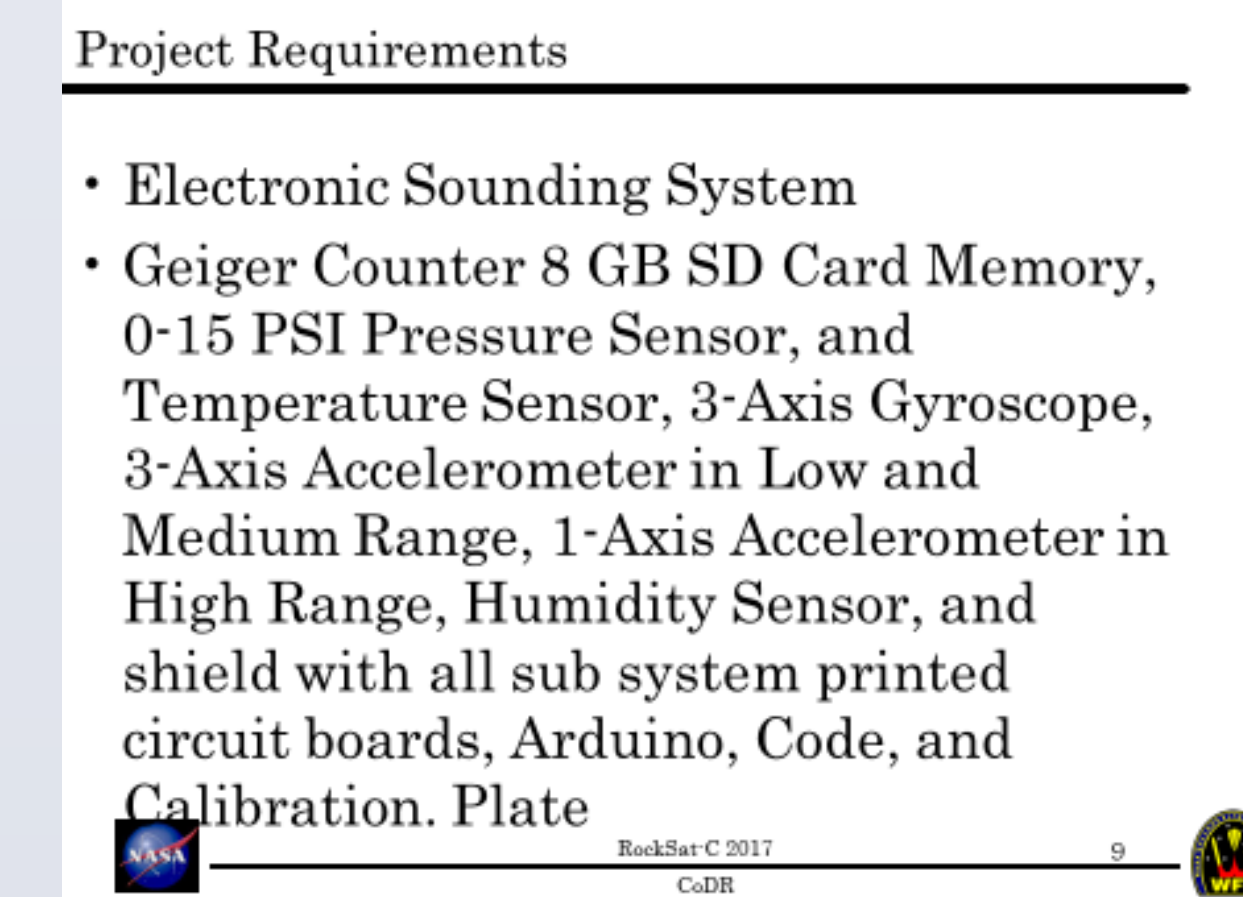 Project Requirements
• Electronic Sounding System
• Geiger Counter 8 GB SD Card Memory,
0-15 PSI Pressure Sensor, and
Temperature Sensor, 3-Axis Gyroscope,
3-Axis Accelerometer in Low and
Medium Range, 1-Axis Accelerometer in
High Range, Humidity Sensor, and
shield with all sub system printed
circuit boards, Arduino, Code, and
Calibration. Plate
NASA
RockSat-C 2017
9
CoDR